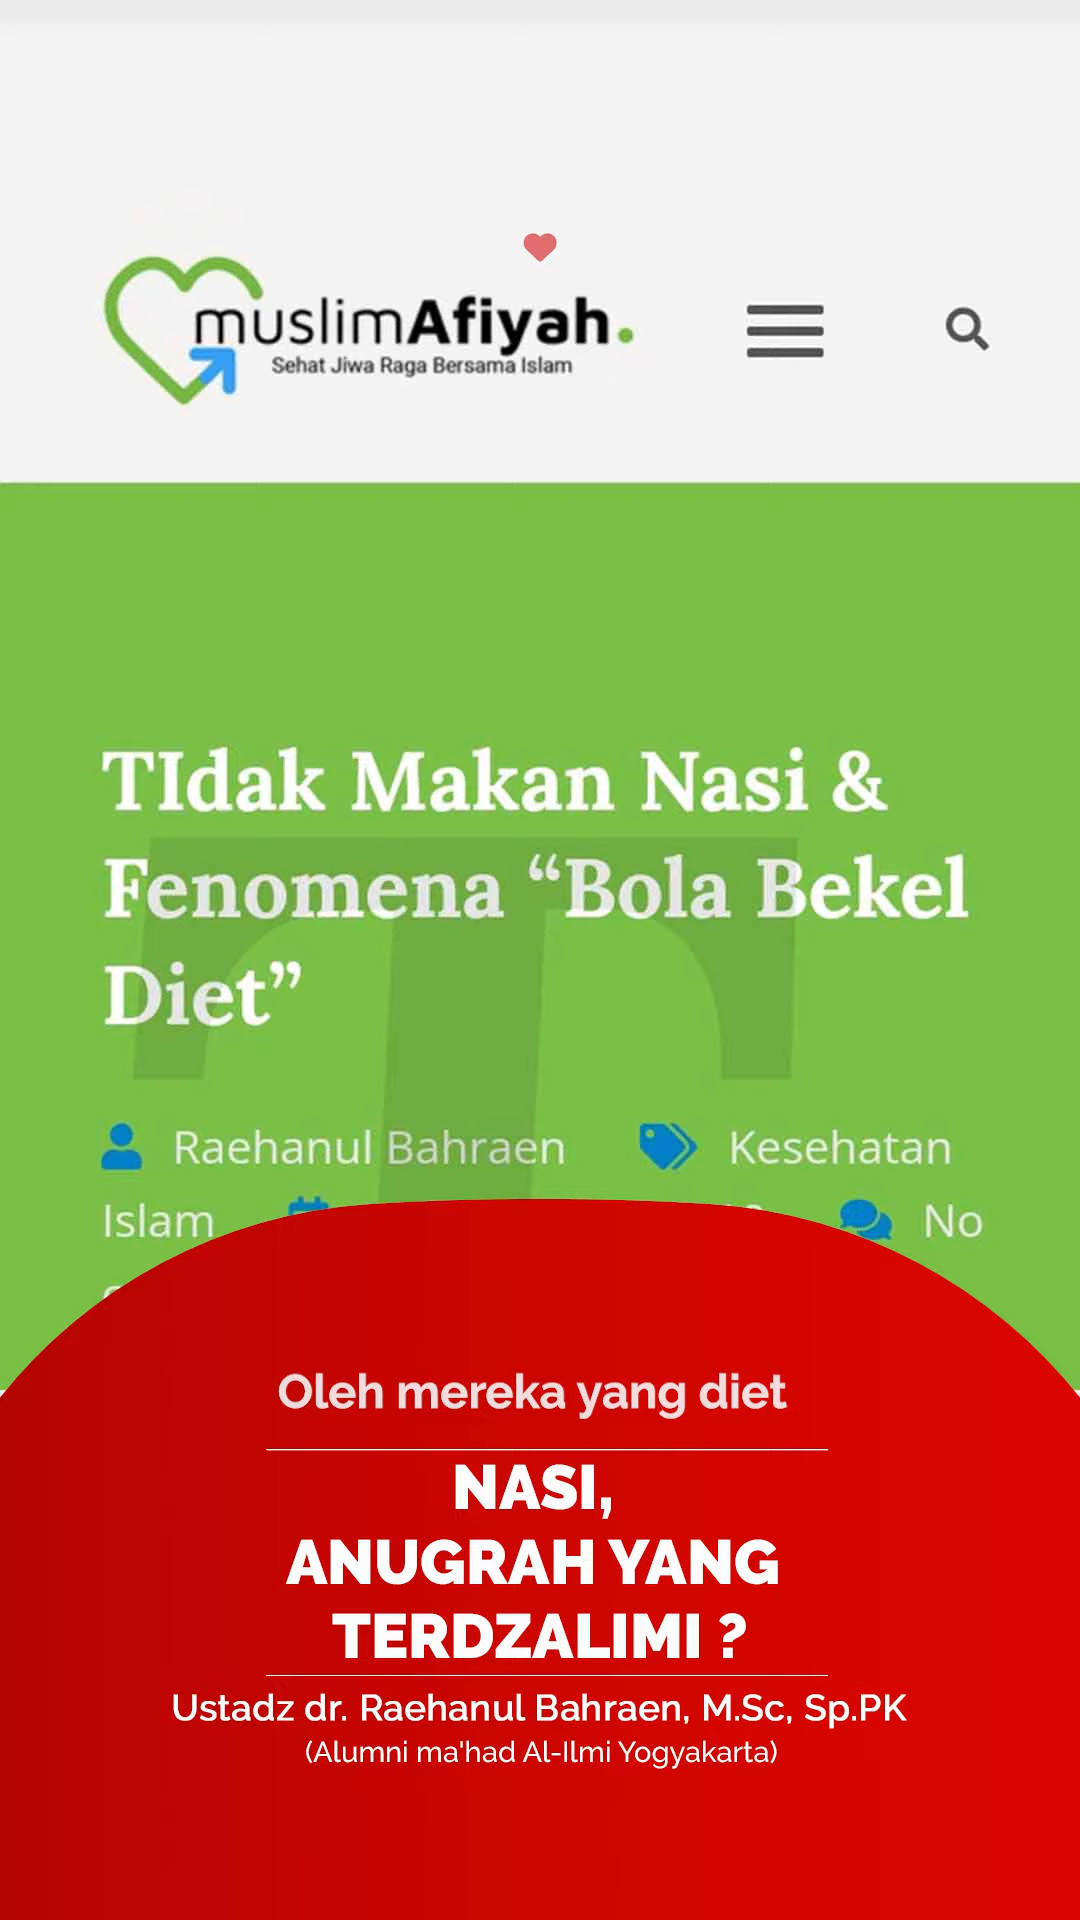 muslimAfiyah.
Sehat Jiwa Raga Bersama Islam
TIdak Makan Nasi &
Fenomena “Bola Bekel
Diet”
Raehanul Bahraen Kesehatan
Islam No
Oleh mereka yang diet
NASI,
ANUGRAH YANG
TERDZALIMI ?
Ustadz dr. Raehanul Bahraen, M.Sc, Sp.PK
(Alumni ma'had Al-Ilmi Yogyakarta)